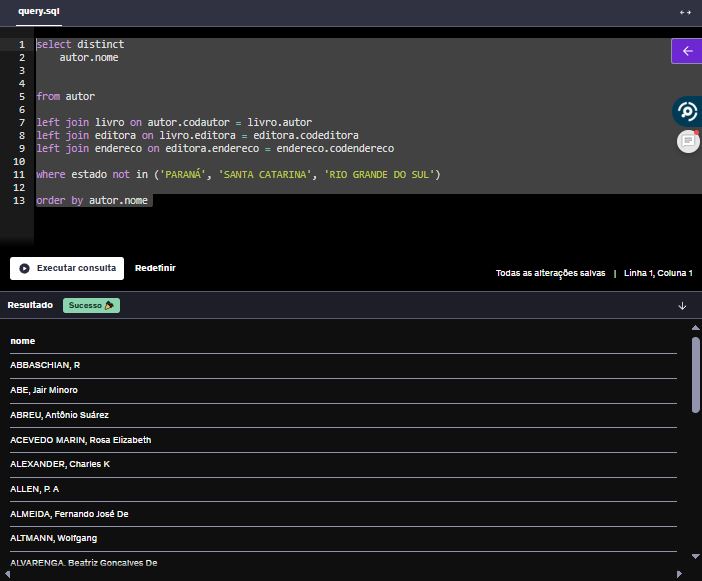 query.sql
1 select distinct
2 autor.nome
3
4
5 from autor
6
7 left join livro on autor.codautor = livro.autor
8 left join editora on livro.editora = editora.codeditora
9 left join endereco on editora.endereco = endereco.codendereco
10
11 where estado not in ('PARANÁ', 'SANTA CATARINA', 'RIO GRANDE DO SUL')
12
13 order by autor.nome
Executar consulta Redefinir
Todas as alterações salvas | Linha 1, Coluna 1
Resultado Sucesso
nome
ABBASCHIAN, R
ABE, Jair Minoro
ABREU, Antônio Suárez
ACEVEDO MARIN, Rosa Elizabeth
ALEXANDER, Charles K
ALLEN, P. A
ALMEIDA, Fernando José De
ALTMANN, Wolfgang
ALVARENGA, Beatriz Gonçalves De